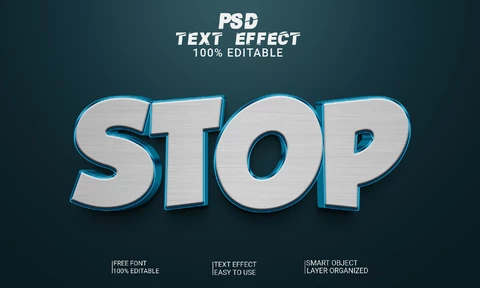 PSD
TEXT EFFECT
100% EDITABLE
STOP
FREE FONT
100% EDITABLE
TEXT EFFECT
EASY TO USE
SMART OBJECT
LAYER ORGANIZED